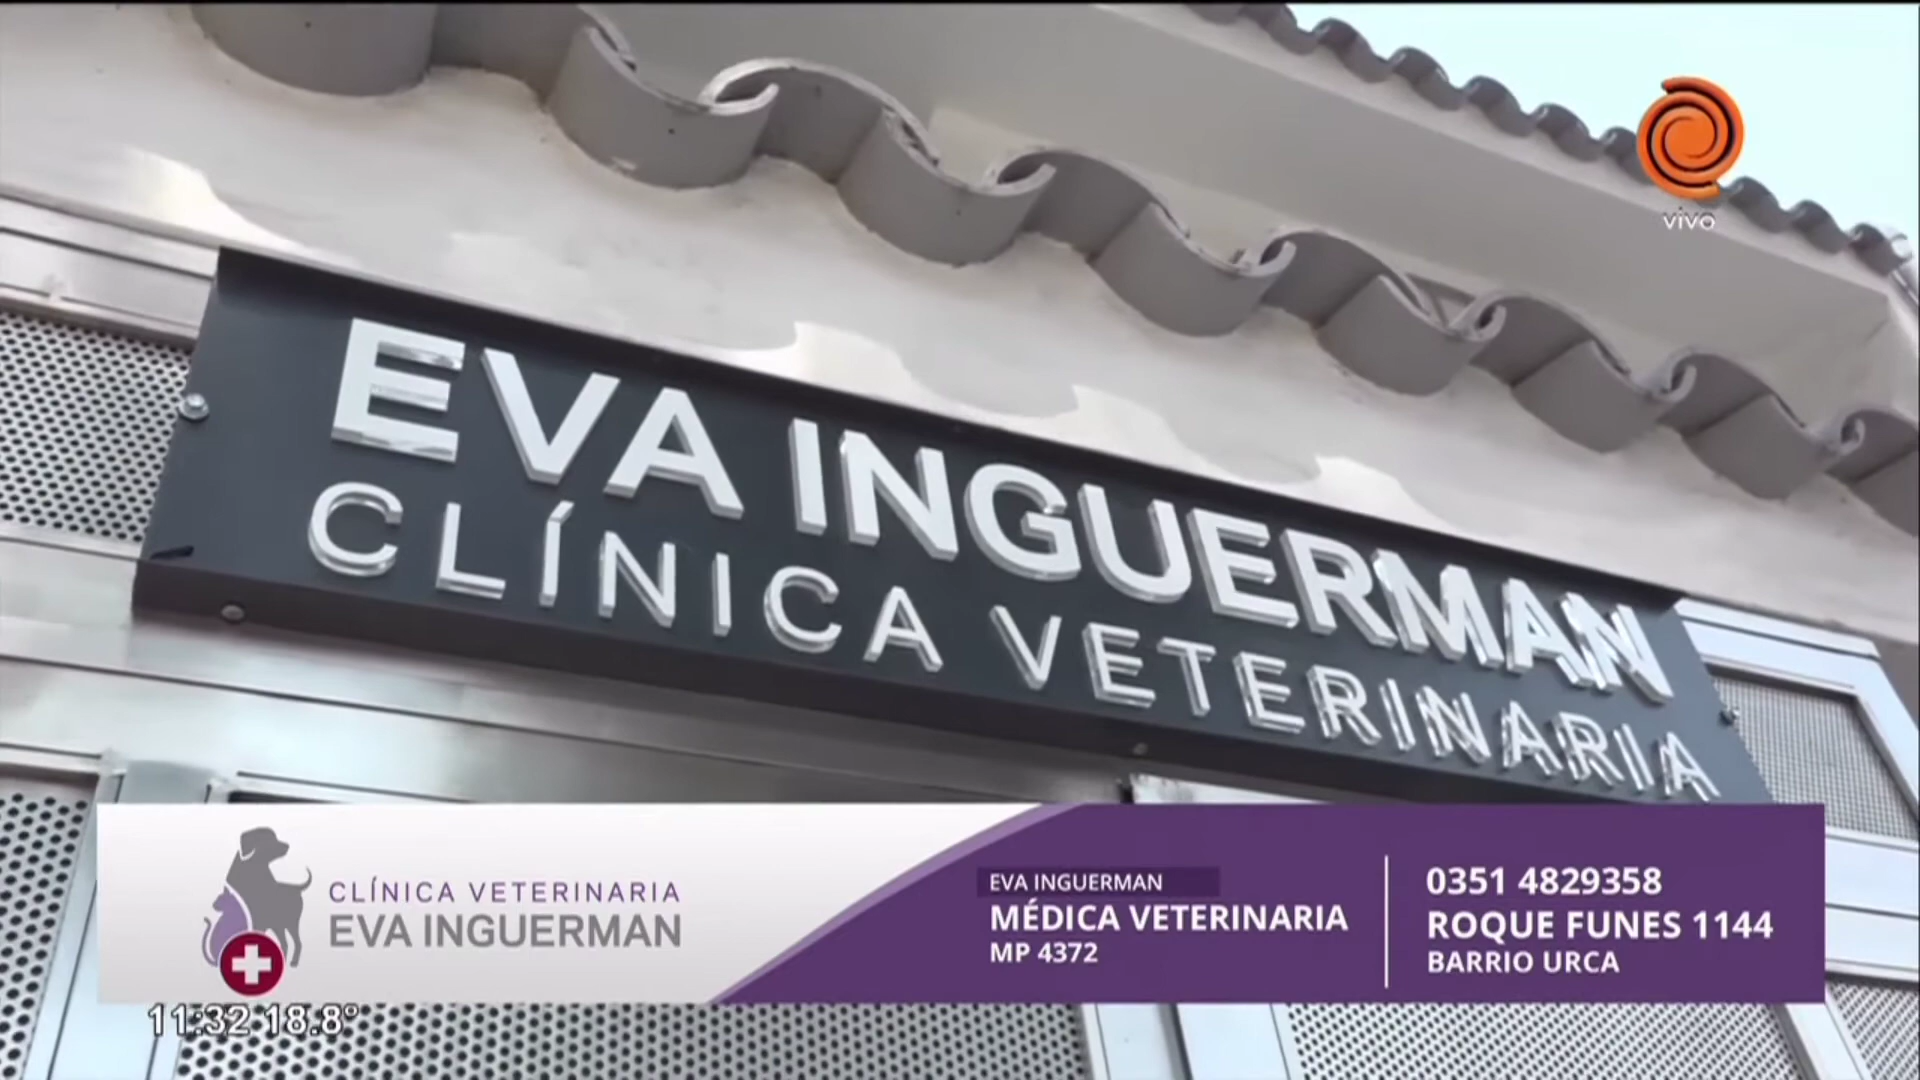 vivo
EVA INGUERMAN
CLÍNICA VETERINARIA
CLÍNICA VETERINARIA
EVA INGUERMAN
EVA INGUERMAN
MÉDICA VETERINARIA
MP 4372
0351 4829358
ROQUE FUNES 1144
BARRIO URCA
11:32 18.8°